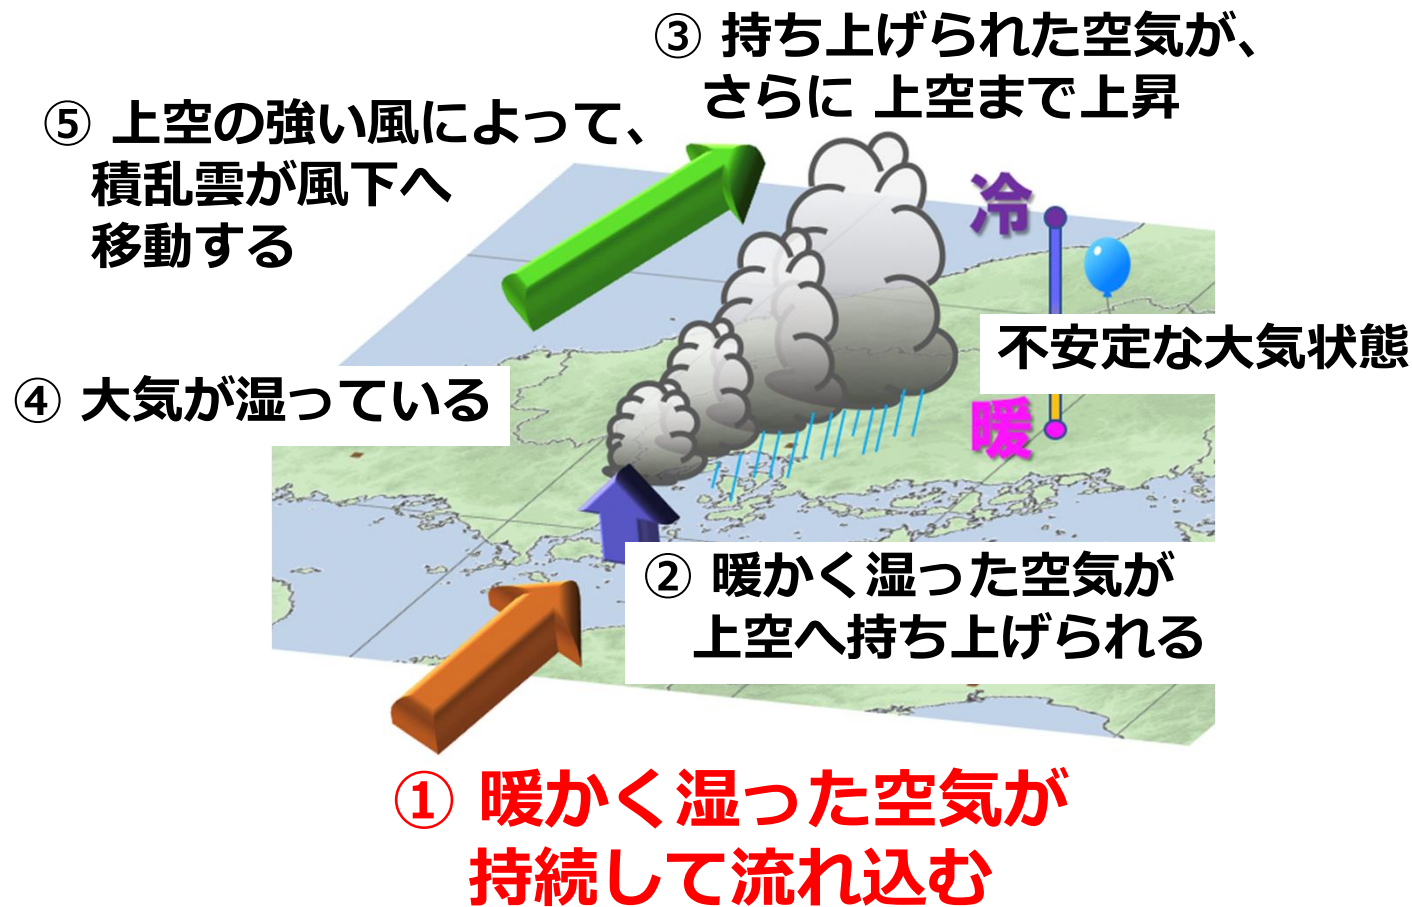 ③ 持ち上げられた空気が、
さらに 上空まで上昇
⑤ 上空の強い風によって、
積乱雲が風下へ
移動する
冷
不安定な大気状態
④ 大気が湿っている
暖
② 暖かく湿った空気が
上空へ持ち上げられる
① 暖かく湿った空気が
持続して流れ込む